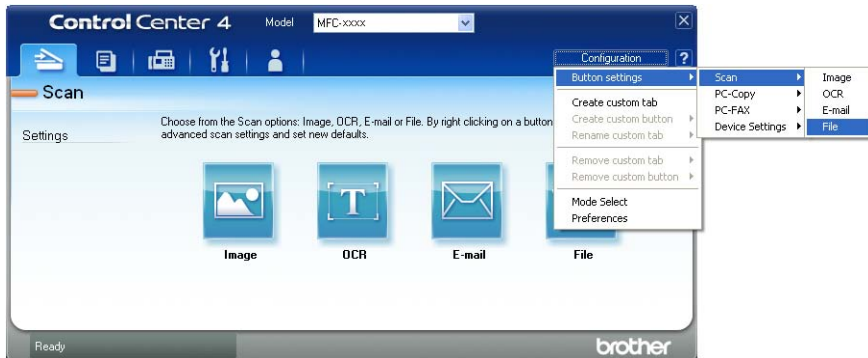 Control Center 4 Model MFC-xxxx
Configuration ?
Scan
Settings
Choose from the Scan options: Image, OCR, E-mail or File. By right clicking on a button
advanced scan settings and set new defaults.
Image OCR E-mail File
Button settings
Create custom tab
Create custom button
Rename custom tab
Remove custom tab
Remove custom button
Mode Select
Preferences
Scan
PC-Copy
PC-FAX
Device Settings
Image
OCR
E-mail
File
Ready
brother